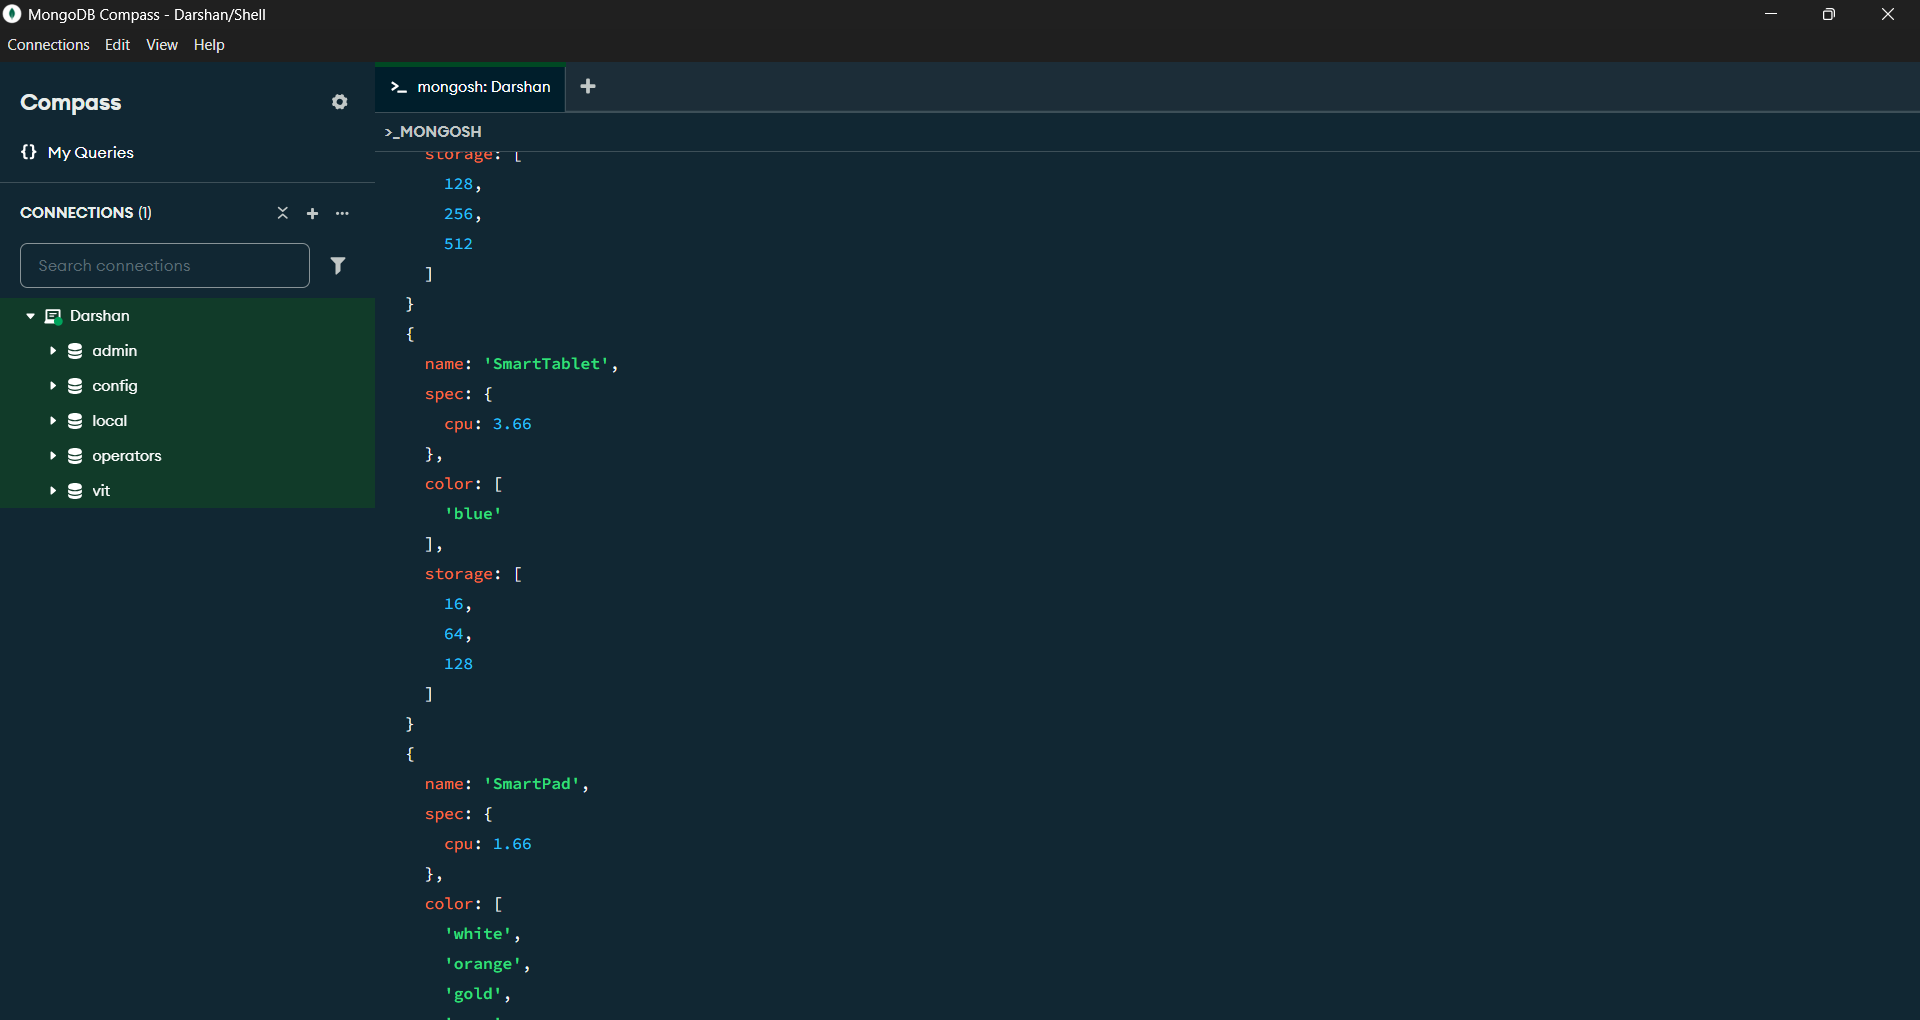 MongoDB Compass - Darshan/Shell
Connections Edit View Help
Compass
{} My Queries
CONNECTIONS (1)
Search connections
Darshan
admin
config
local
operators
vit
>_ mongosh: Darshan +
>_MONGOSH
storage: [
128,
256,
512
]
}
{
name: 'SmartTablet',
spec: {
cpu: 3.66
},
color: [
'blue'
],
storage: [
16,
64,
128
]
}
{
name: 'SmartPad',
spec: {
cpu: 1.66
},
color: [
'white',
'orange',
'gold',